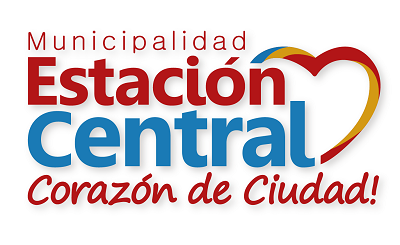 Municipalidad
Estación
Central
Corazón de Ciudad!